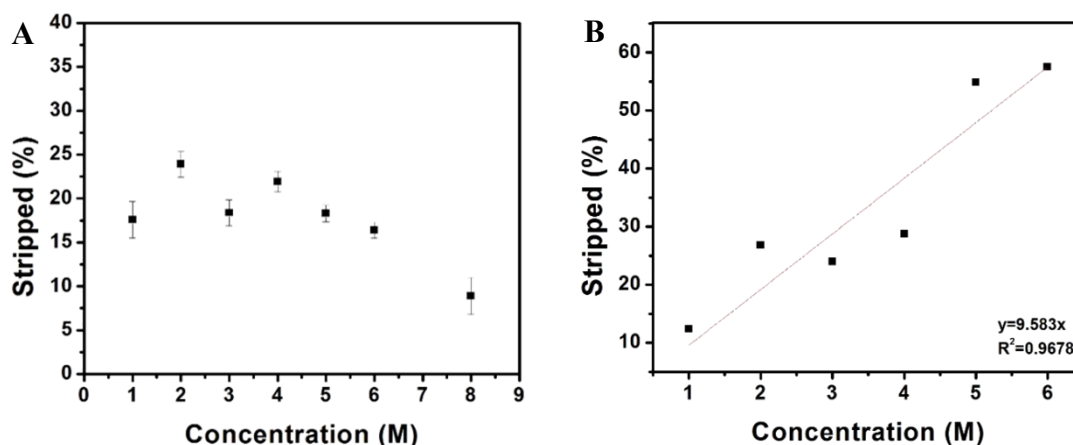 A
Stripped (%)
40
35
30
25
20
15
10
5
0
0 1 2 3 4 5 6 7 8 9
Concentration (M)
B
Stripped (%)
60
50
40
30
20
10
y=9.583x
R²=0.9678
1 2 3 4 5 6
Concentration (M)